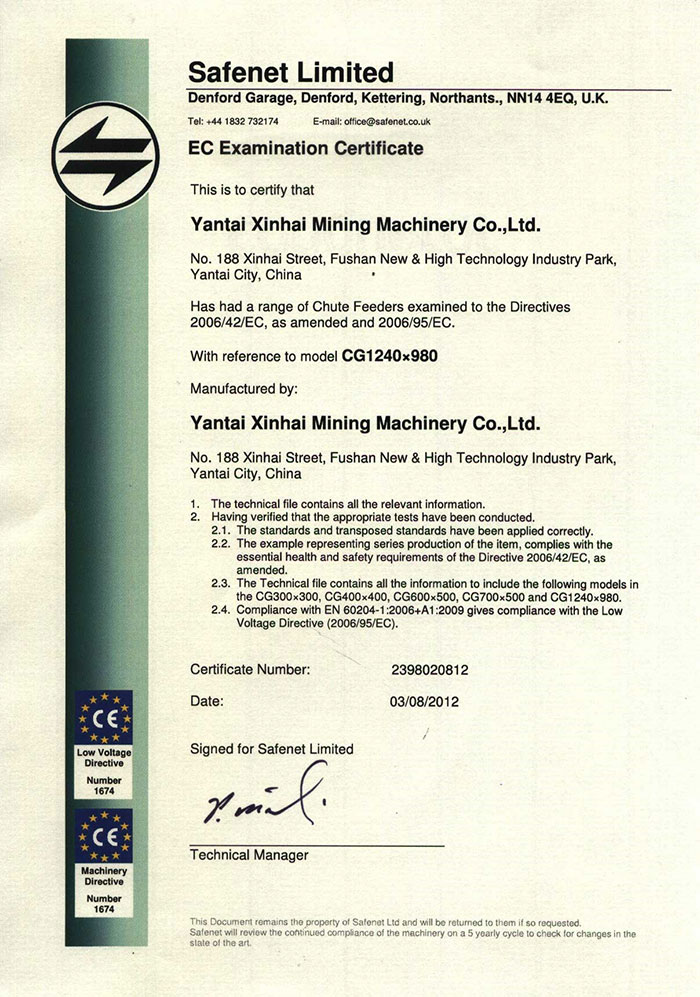 Safenet Limited
Denford Garage, Denford, Kettering, Northants., NN14 4EQ, U.K.
Tel: +44 1832 732174 E-mail: office@safenet.co.uk
EC Examination Certificate
This is to certify that
Yantai Xinhai Mining Machinery Co.,Ltd.
No. 188 Xinhai Street, Fushan New & High Technology Industry Park,
Yantai City, China
Has had a range of Chute Feeders examined to the Directives
2006/42/EC, as amended and 2006/95/EC.
With reference to model CG1240×980
Manufactured by:
Yantai Xinhai Mining Machinery Co.,Ltd.
No. 188 Xinhai Street, Fushan New & High Technology Industry Park,
Yantai City, China
1. The technical file contains all the relevant information.
2. Having verified that the appropriate tests have been conducted.
2.1. The standards and transposed standards have been applied correctly.
2.2. The example representing series production of the item, complies with the
essential health and safety requirements of the Directive 2006/42/EC, as
amended.
2.3. The Technical file contains all the information to include the following models in
the CG300×300, CG400×400, CG600×500, CG700×500 and CG1240×980.
2.4. Compliance with EN 60204-1:2006+A1:2009 gives compliance with the Low
Voltage Directive (2006/95/EC).
Certificate Number: 2398020812
Date: 03/08/2012
Signed for Safenet Limited
Technical Manager
CE
Low Voltage
Directive
Number
1674
CE
Machinery
Directive
Number
1674
This Document remains the property of Safenet Ltd and will be returned to them if so requested.
Safenet will review the continued compliance of the machinery on a 5 yearly cycle to check for changes in the
state of the art.